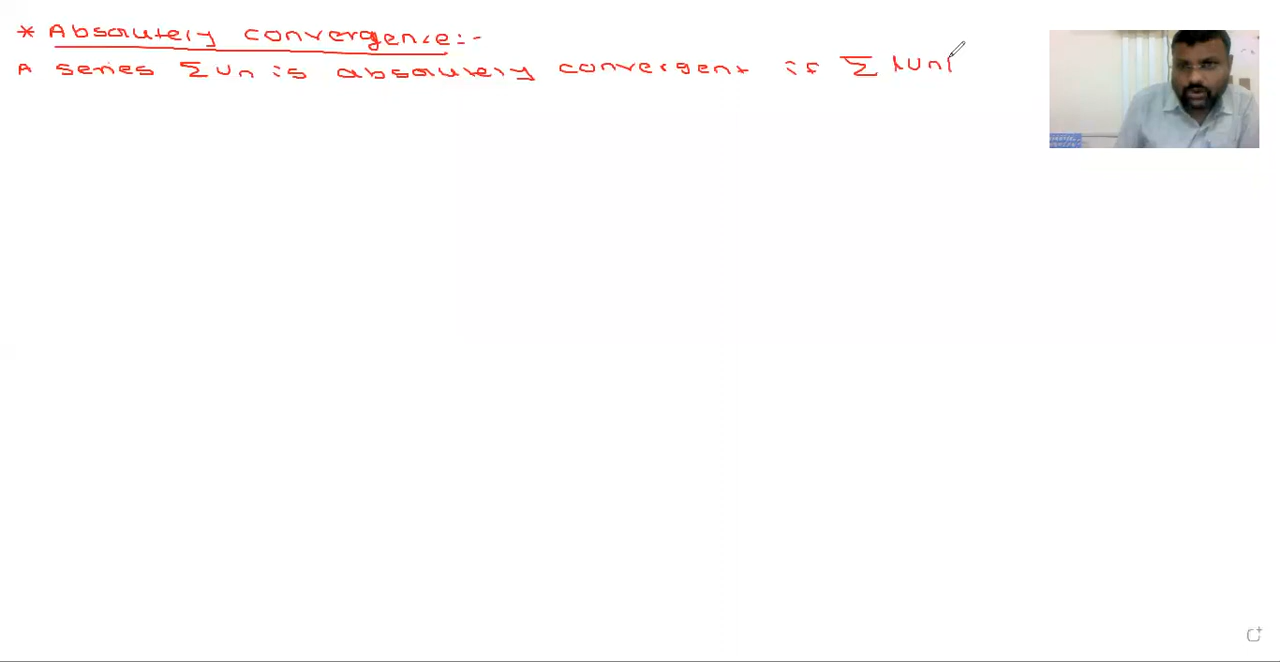 * Absolutely convergence:-
A series Σun is absolutely convergent if Σ|un|